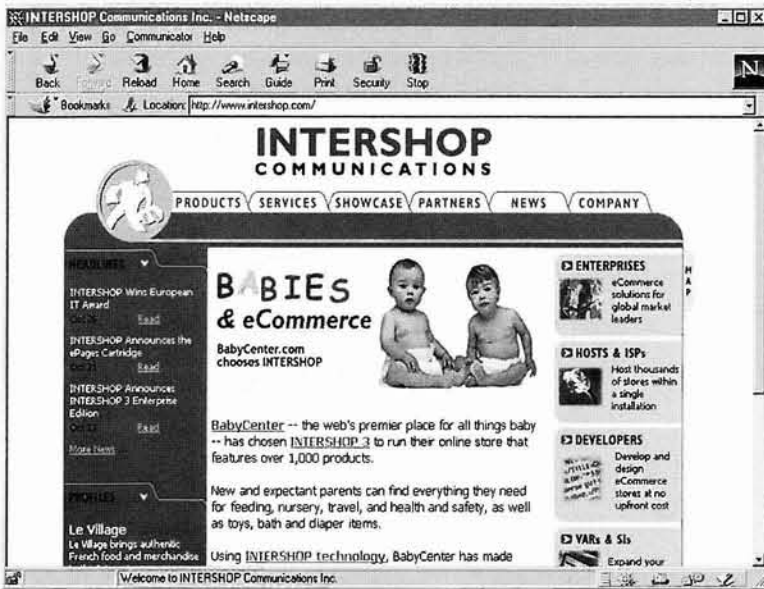 INTERSHOP Communications Inc. - Netscape
File Edit View Go Communicator Help
Back Forward Reload Home Search Guide Print Security Stop
N
Bookmarks Location: http://www.intershop.com/
INTERSHOP
COMMUNICATIONS
PRODUCTS SERVICES SHOWCASE PARTNERS NEWS COMPANY
HEADLINES
INTERSHOP Wins European
IT Award
Read
INTERSHOP Announces the
ePages Cartridge
Read
INTERSHOP Announces
INTERSHOP 3 Enterprise
Edition
Read
More News
PROFILES
Le Village
Le Village brings authentic
French food and merchandise
BABIES
& eCommerce
BabyCenter.com
chooses INTERSHOP
BabyCenter -- the web's premier place for all things baby
-- has chosen INTERSHOP 3 to run their online store that
features over 1,000 products.
New and expectant parents can find everything they need
for feeding, nursery, travel, and health and safety, as well
as toys, bath and diaper items.
Using INTERSHOP technology, BabyCenter has made
ENTERPRISES
eCommerce
solutions for
global market
leaders
HOSTS & ISPs
Host thousands
of stores within
a single
installation
DEVELOPERS
Develop and
design
eCommerce
stores at no
upfront cost
VARs & SIs
Expand your
MAP
Welcome to INTERSHOP Communications Inc.